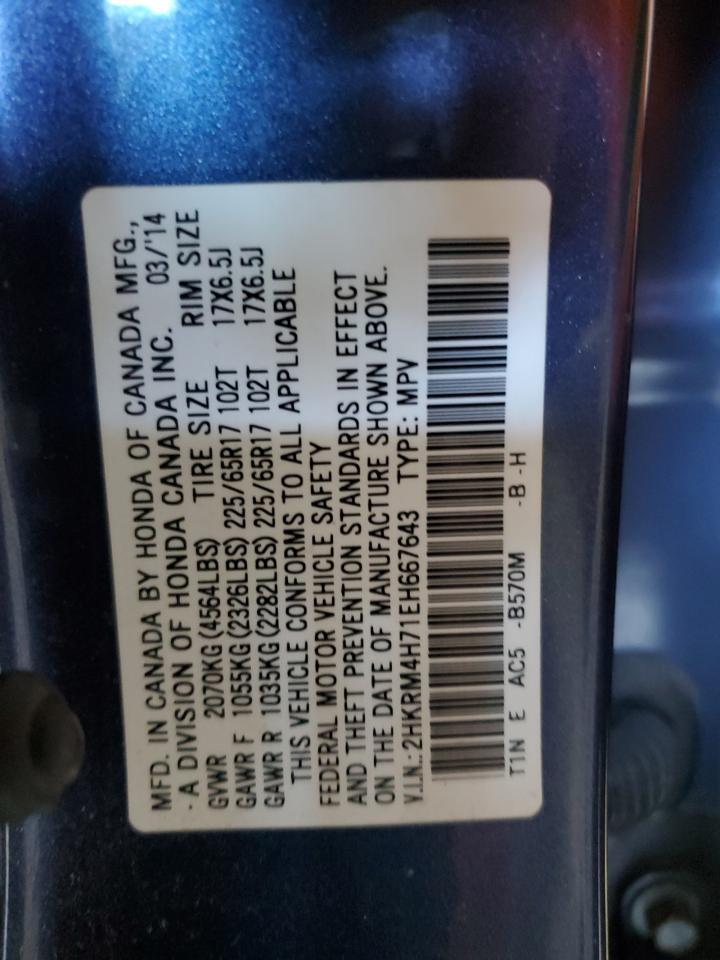 MFD. IN CANADA BY HONDA OF CANADA MFG.,
- A DIVISION OF HONDA CANADA INC. 03/'14
GVWR 2070KG(4564LBS) TIRE SIZE RIM SIZE
GAWR F 1055KG(2326LBS) 225/65R17 102T 17X6.5J
GAWR R 1035KG(2282LBS) 225/65R17 102T 17X6.5J
THIS VEHICLE CONFORMS TO ALL APPLICABLE
FEDERAL MOTOR VEHICLE SAFETY
AND THEFT PREVENTION STANDARDS IN EFFECT
ON THE DATE OF MANUFACTURE SHOWN ABOVE.
V.I.N.:2HKRM4H71EH667643 TYPE: MPV
T1N E AC5 -B570M -B -H